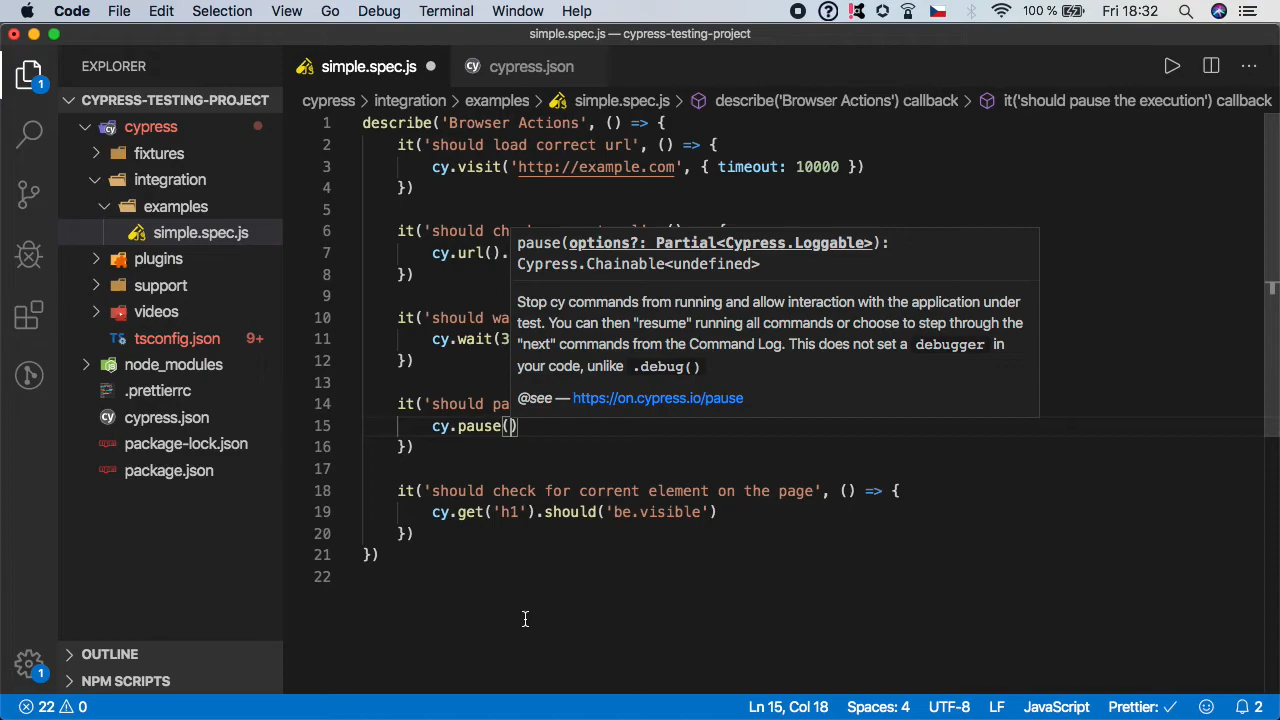 Code File Edit Selection View Go Debug Terminal Window Help 100 % Fri 18:32
simple.spec.js — cypress-testing-project
EXPLORER
simple.spec.js
cypress.json
CYPRESS-TESTING-PROJECT
cypress
fixtures
integration
examples
simple.spec.js
plugins
support
videos
tsconfig.json 9+
node_modules
.prettierrc
cypress.json
package-lock.json
package.json
OUTLINE
NPM SCRIPTS
1
1
cypress integration examples simple.spec.js describe('Browser Actions') callback it('should pause the execution') callback
1 describe('Browser Actions', () => {
2 it('should load correct url', () => {
3 cy.visit('http://example.com', { timeout: 10000 })
4 })
5
6 it('should
7 cy.url().
8 })
9
10 it('should wa
11 cy.wait(3
12 })
13
14 it('should pa
15 cy.pause()
16 })
17
18 it('should check for corrent element on the page', () => {
19 cy.get('h1').should('be.visible')
20 })
21 })
22
pause(options?: Partial<Cypress.Loggable>):
Cypress.Chainable<undefined>
Stop cy commands from running and allow interaction with the application under
test. You can then "resume" running all commands or choose to step through the
"next" commands from the Command Log. This does not set a debugger in
your code, unlike .debug()
@see — https://on.cypress.io/pause
22 0 Ln 15, Col 18 Spaces: 4 UTF-8 LF JavaScript Prettier: ✓ 2